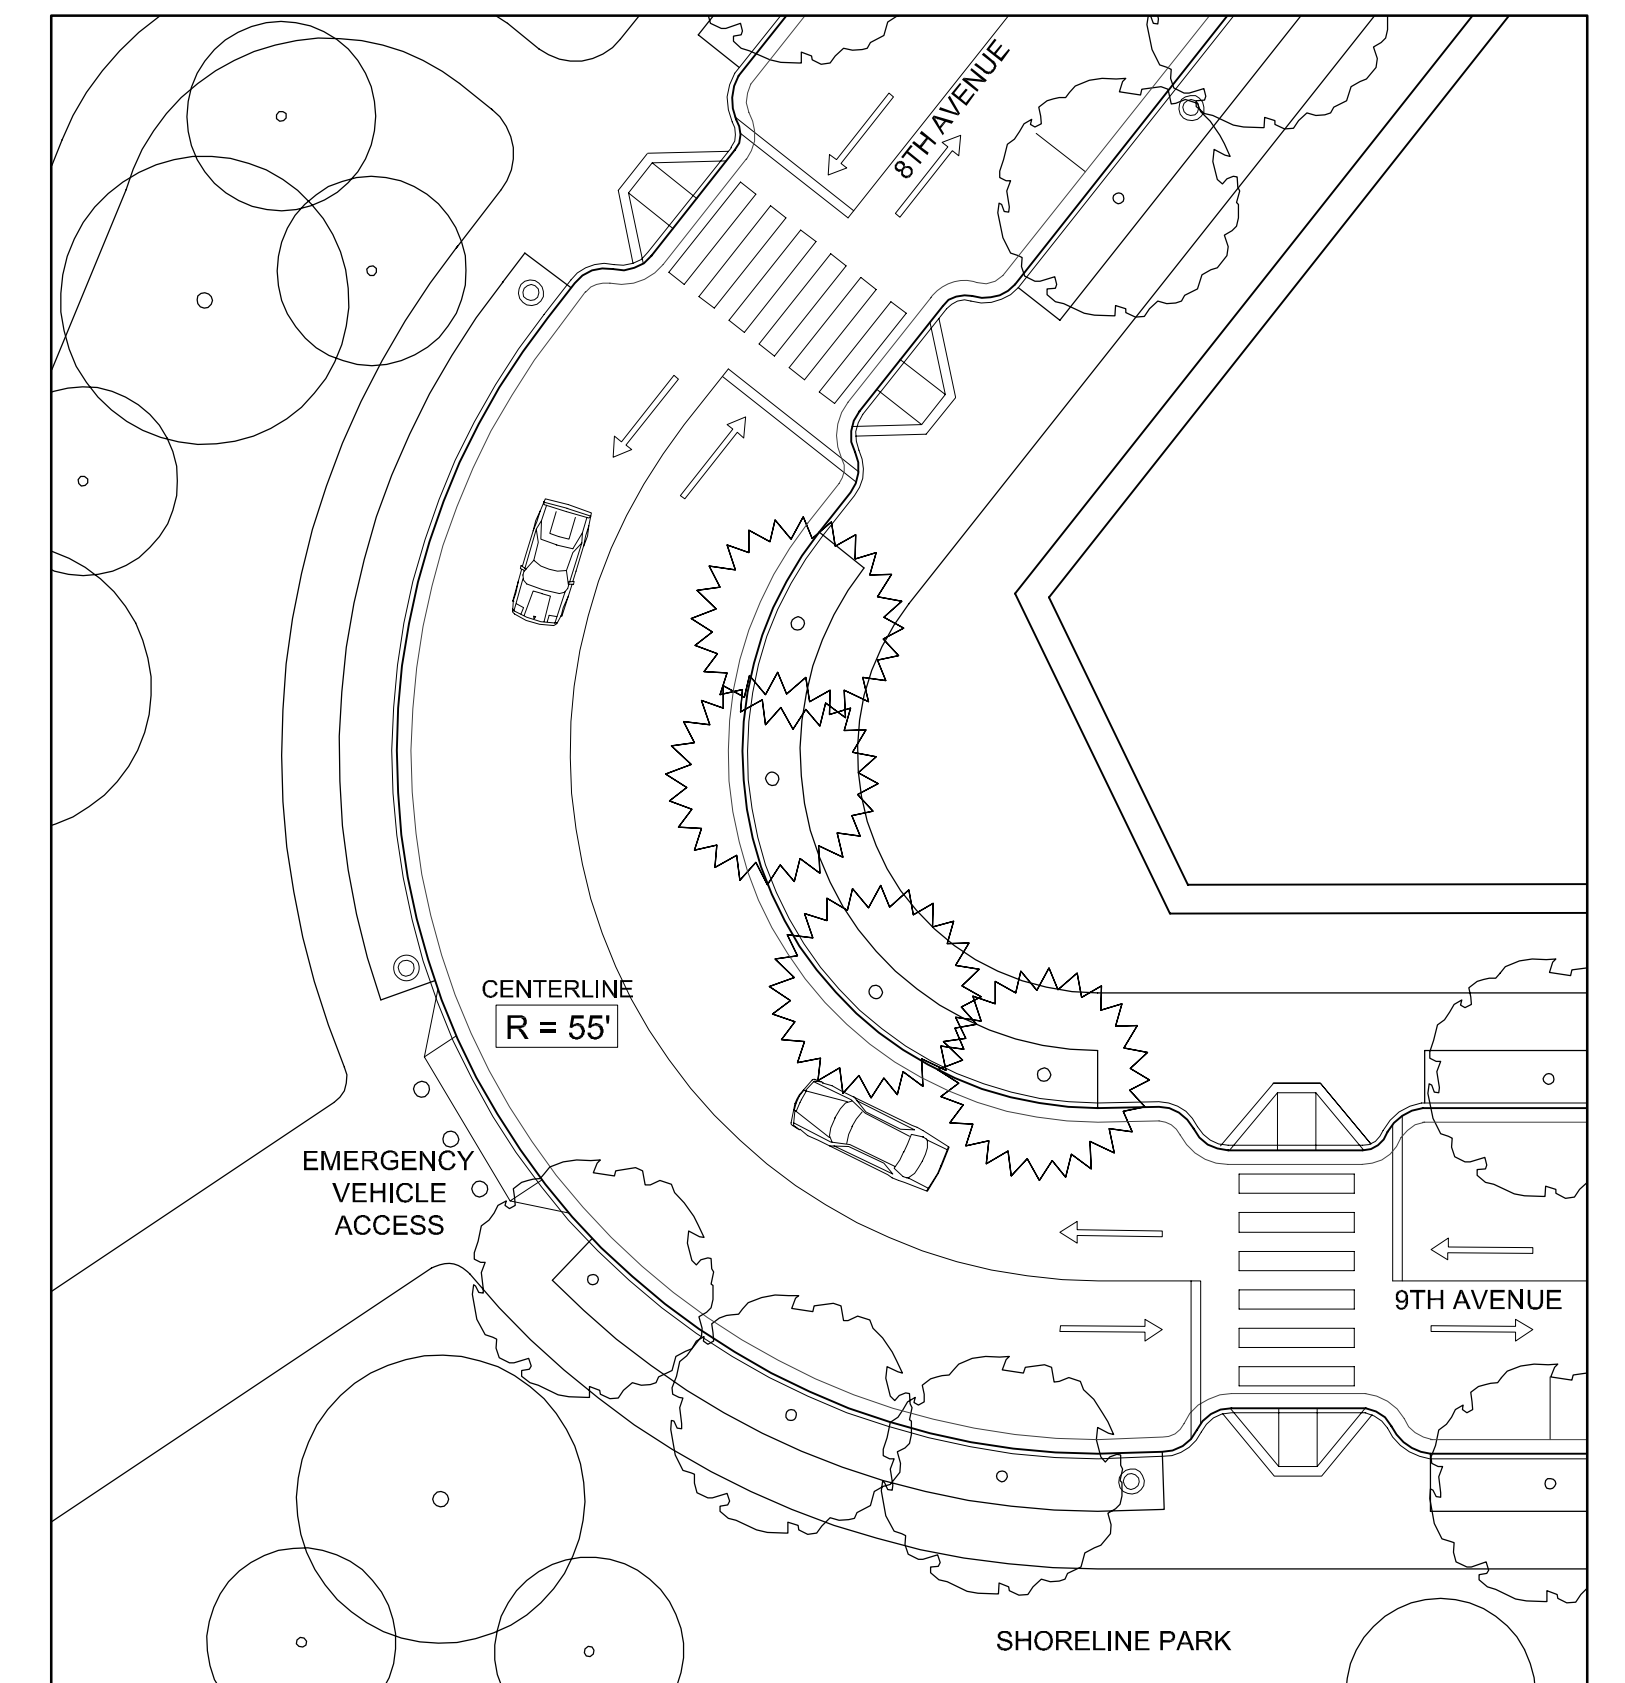 8TH AVENUE
CENTERLINE
R = 55'
EMERGENCY
VEHICLE
ACCESS
9TH AVENUE
SHORELINE PARK